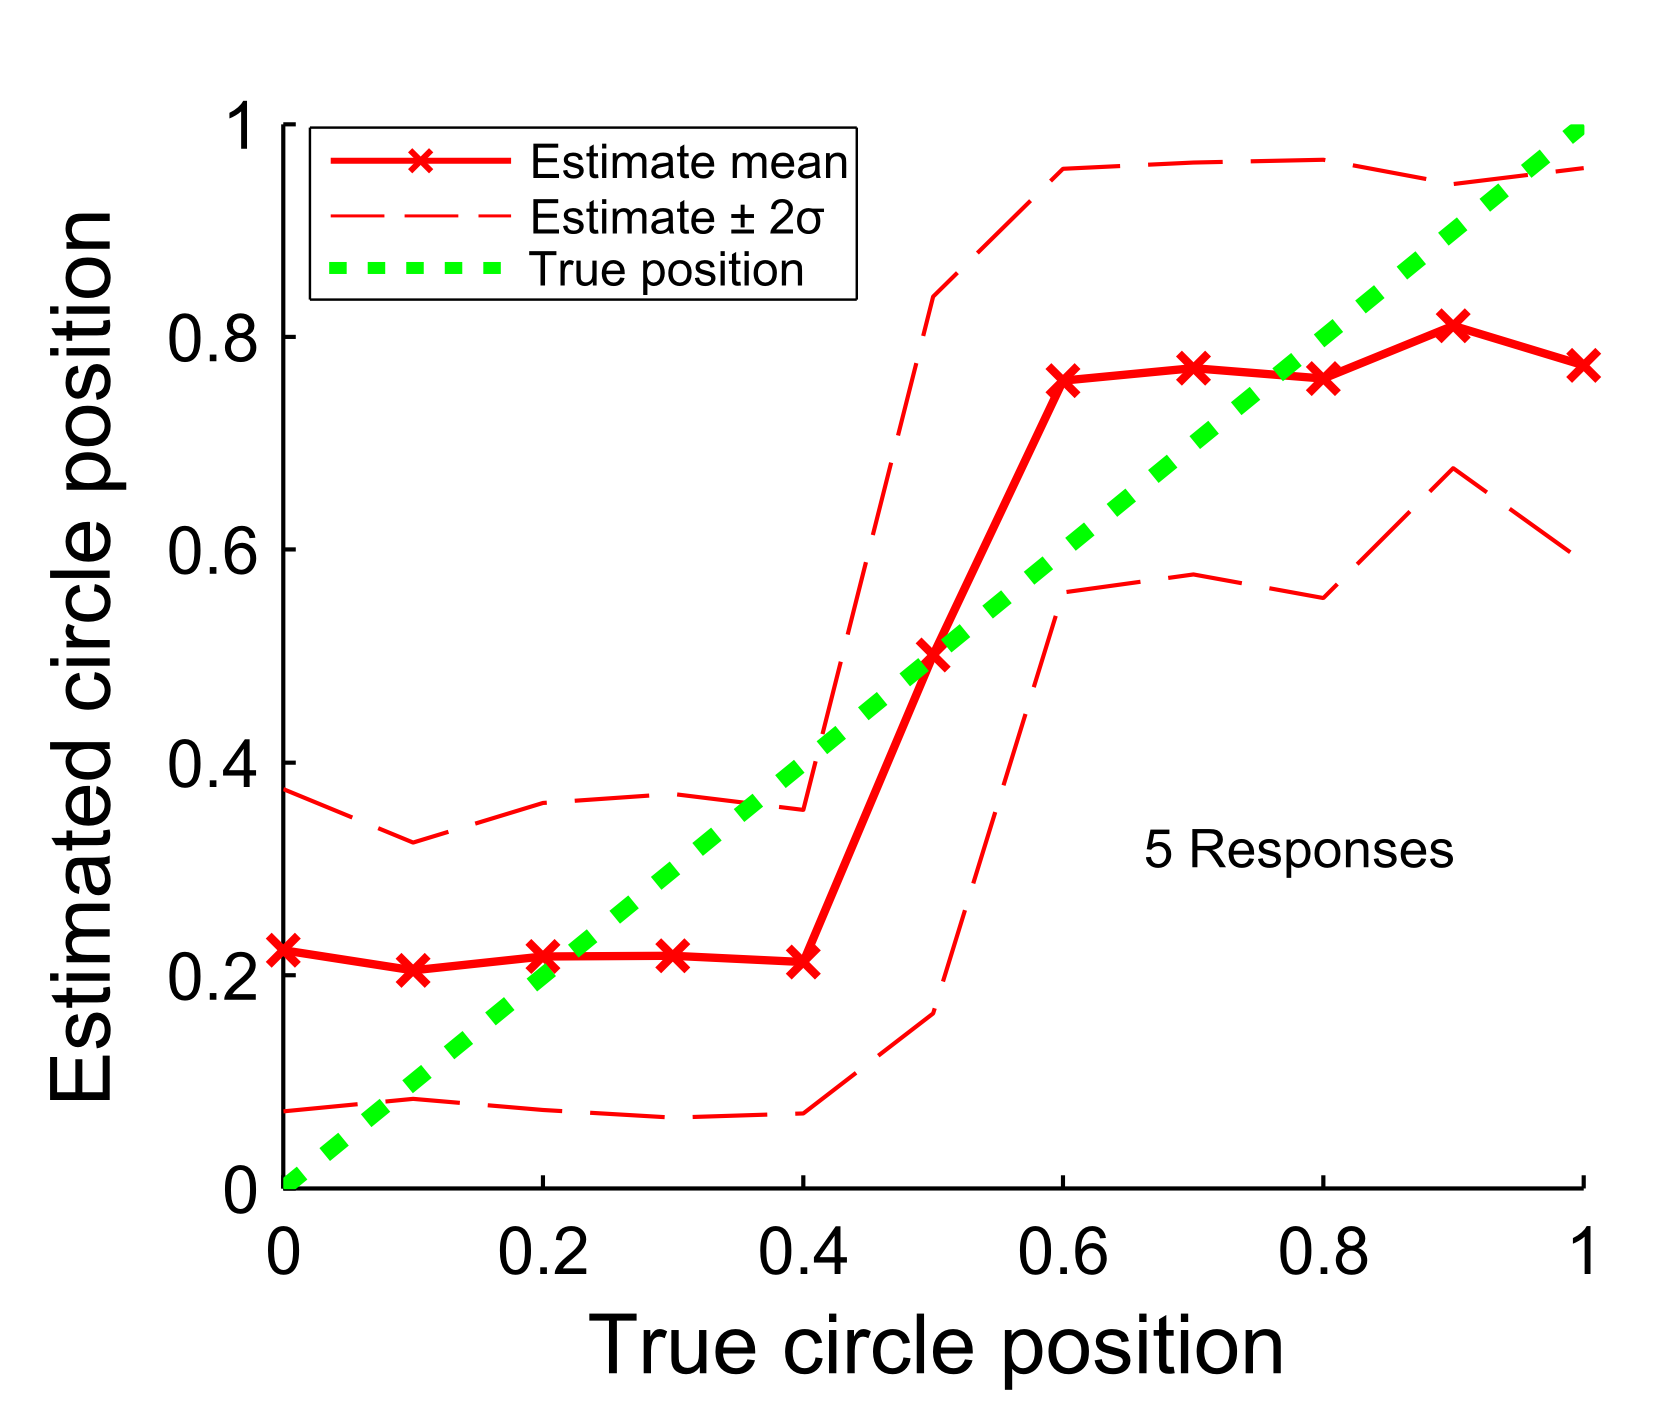 1
0.8
0.6
0.4
0.2
0
Estimated circle position
Estimate mean
Estimate ± 2σ
True position
5 Responses
0 0.2 0.4 0.6 0.8 1
True circle position